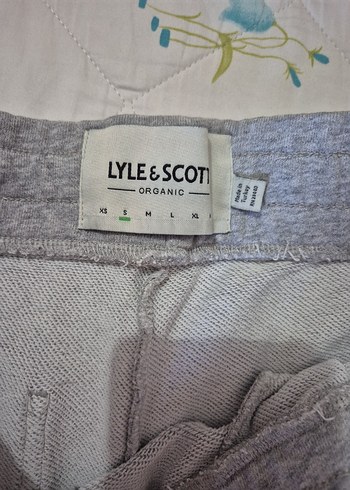 LYLE & SCOTT
ORGANIC
XS S M L XL
Made in
Turkey